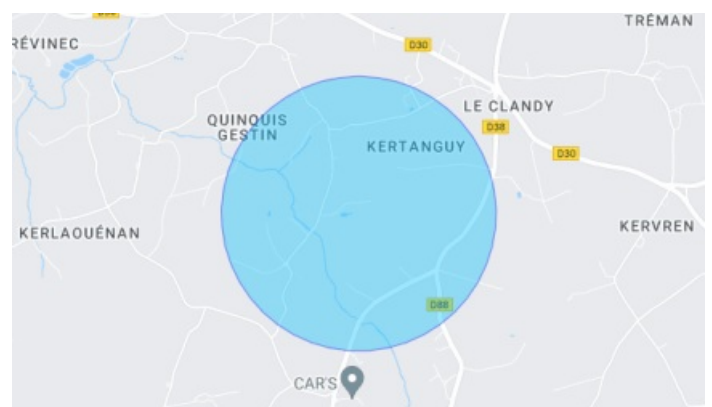 TRÉMAN
RÉVINEC
D30
LE CLANDY
QUINQUIS
GESTIN
D38
KERTANGUY
D30
KERVREN
KERLAOUÉNAN
D88
CAR'S